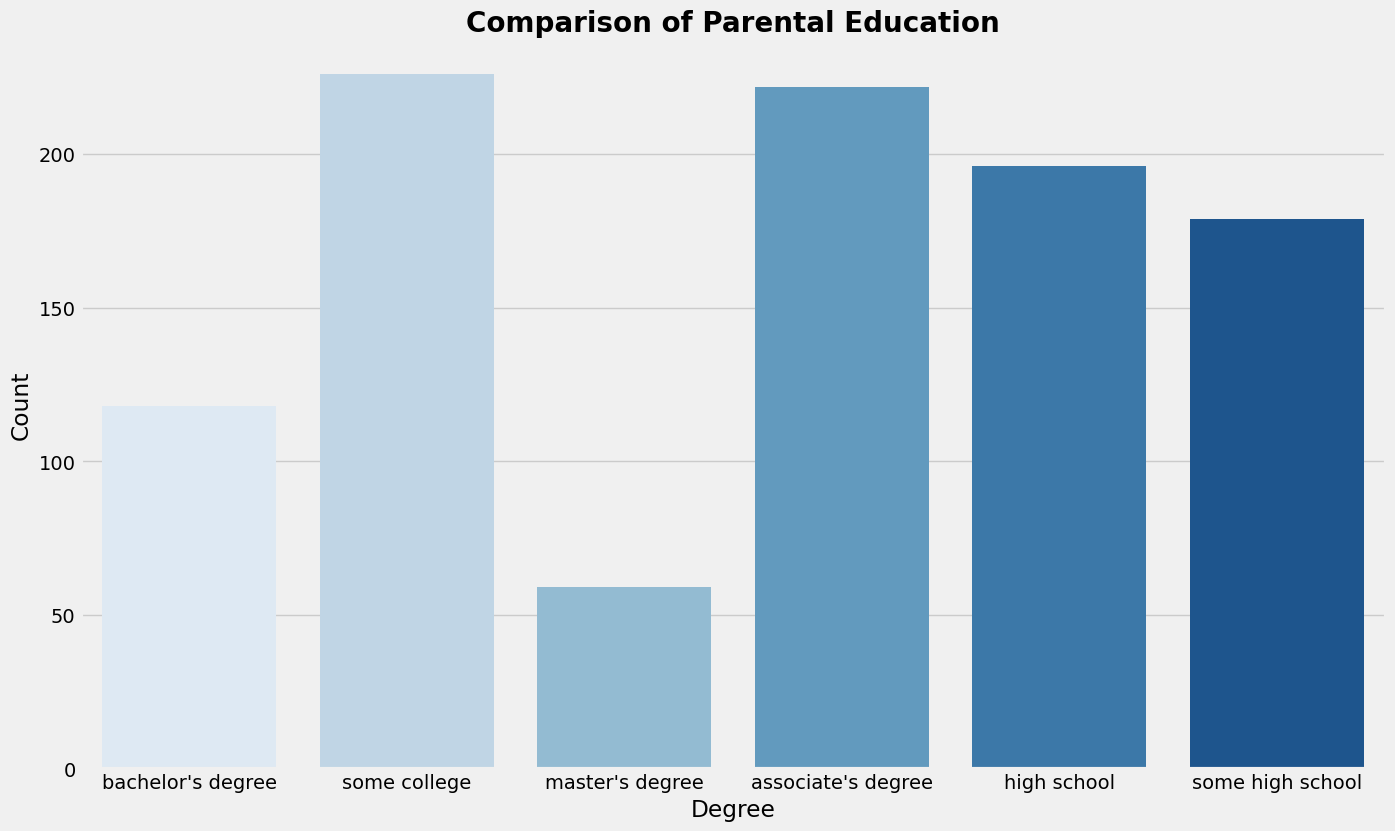 Comparison of Parental Education
200
150
100
50
0
Count
bachelor's degree some college master's degree associate's degree high school some high school
Degree